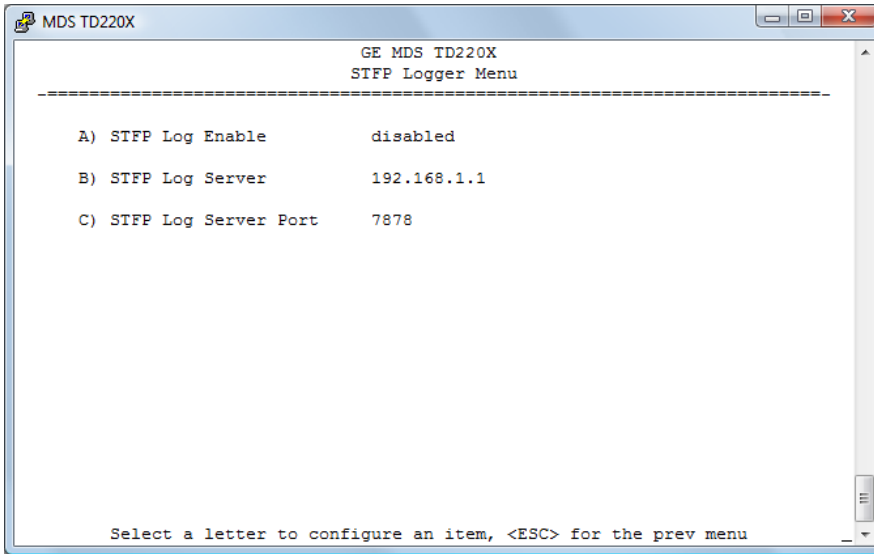 MDS TD220X
GE MDS TD220X
STFP Logger Menu
_==========================================================================_
A) STFP Log Enable disabled
B) STFP Log Server 192.168.1.1
C) STFP Log Server Port 7878
Select a letter to configure an item, <ESC> for the prev menu _